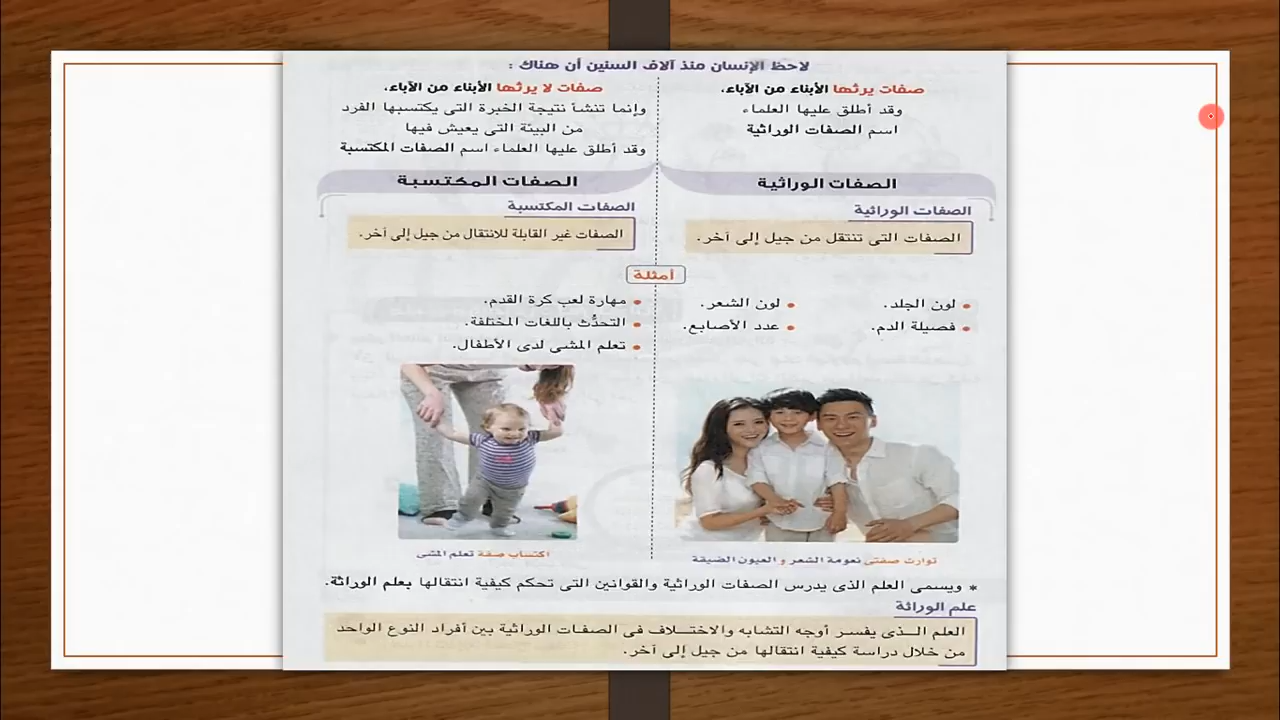 لاحظ الإنسان منذ آلاف السنين أن هناك :
صفات يرثها الأبناء من الآباء.
وقد أطلق عليها العلماء
اسم الصفات الوراثية
صفات لا يرثها الأبناء من الآباء.
وإنما تنشأ نتيجة الخبرة التى يكتسبها الفرد
من البيئة التى يعيش فيها
وقد أطلق عليها العلماء اسم الصفات المكتسبة
الصفات الوراثية
الصفات الوراثية
الصفات التى تنتقل من جيل إلى آخر.
الصفات المكتسبة
الصفات المكتسبة
الصفات غير القابلة للانتقال من جيل إلى آخر.
أمثلة
• لون الجلد. • لون الشعر.
• فصيلة الدم. • عدد الأصابع.
• مهارة لعب كرة القدم.
• التحدُّث باللغات المختلفة.
• تعلم المشى لدى الأطفال.
توارث صفتى نعومة الشعر و العيون الضيقة
اكتساب صفة تعلم المشى
* ويسمى العلم الذى يدرس الصفات الوراثية والقوانين التى تحكم كيفية انتقالها بعلم الوراثة.
علم الوراثة
العلم الـذى يفسـر أوجه التشابه والاختـلاف فى الصفـات الوراثية بين أفراد النوع الواحد
من خلال دراسة كيفية انتقالها من جيل إلى آخر.